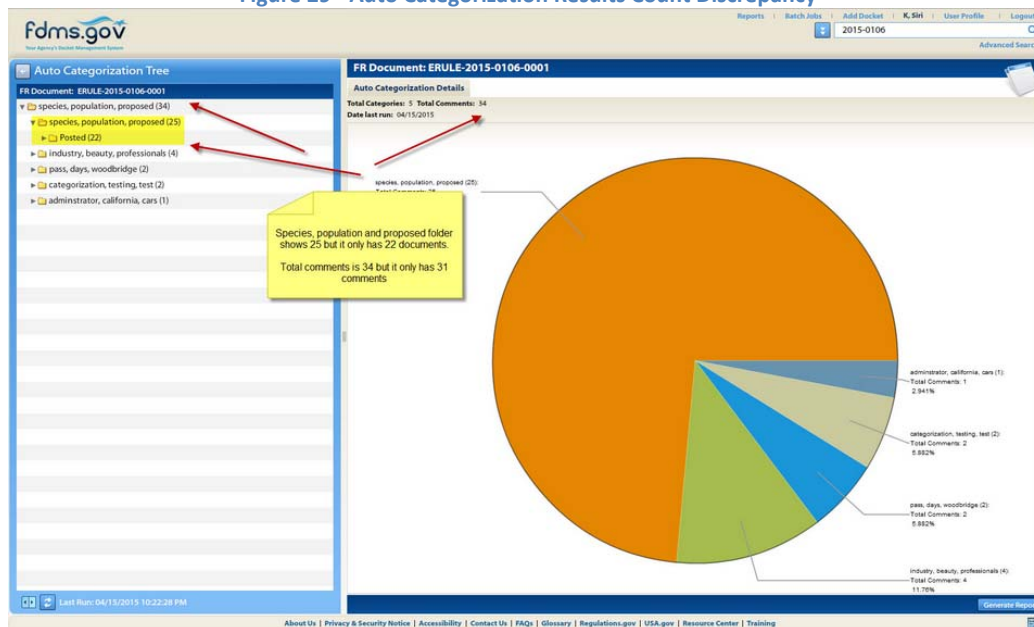 Figure 25 - Auto Categorization Results Count Discrepancy
fdms.gov
Your Agency's Docket Management System
Reports | Batch Jobs | Add Docket | K, Siri | User Profile | Logout
2015-0106
Advanced Searc
Auto Categorization Tree
FR Document: ERULE-2015-0106-0001
species, population, proposed (34)
species, population, proposed (25)
Posted (22)
industry, beauty, professionals (4)
pass, days, woodbridge (2)
categorization, testing, test (2)
adminstrator, california, cars (1)
Last Run: 04/15/2015 10:22:28 PM
FR Document: ERULE-2015-0106-0001
Auto Categorization Details
Total Categories: 5 Total Comments: 34
Date last run: 04/15/2015
species, population, proposed (25):
Total Comments: 25
Species, population and proposed folder
shows 25 but it only has 22 documents.
Total comments is 34 but it only has 31
comments
adminstrator, california, cars (1):
Total Comments: 1
2.941%
categorization, testing, test (2):
Total Comments: 2
5.882%
pass, days, woodbridge (2):
Total Comments: 2
5.882%
industry, beauty, professionals (4):
Total Comments: 4
11.76%
Generate Repo
About Us | Privacy & Security Notice | Accessibility | Contact Us | FAQs | Glossary | Regulations.gov | USA.gov | Resource Center | Training